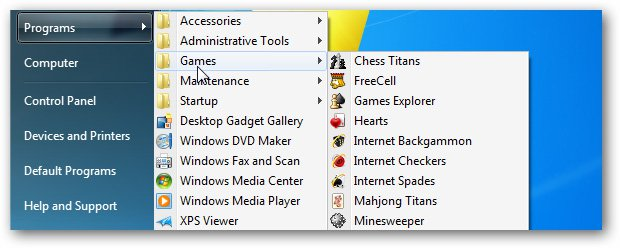 Programs
Computer
Control Panel
Devices and Printers
Default Programs
Help and Support
Accessories
Administrative Tools
Games
Maintenance
Startup
Desktop Gadget Gallery
Windows DVD Maker
Windows Fax and Scan
Windows Media Center
Windows Media Player
XPS Viewer
Chess Titans
FreeCell
Games Explorer
Hearts
Internet Backgammon
Internet Checkers
Internet Spades
Mahjong Titans
Minesweeper